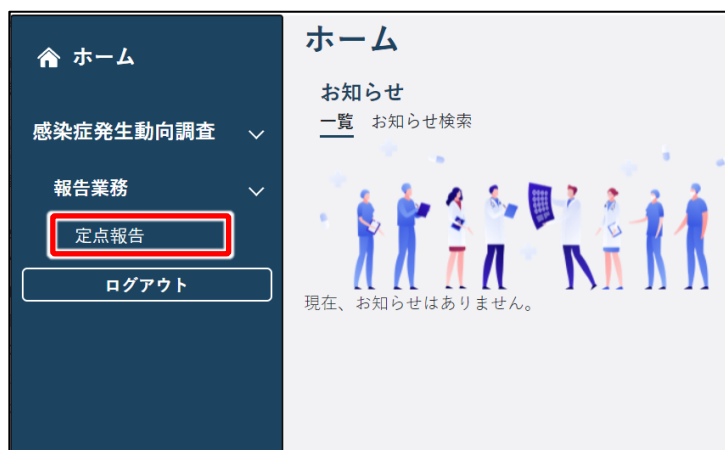 ホーム
感染症発生動向調査
報告業務
定点報告
ログアウト
ホーム
お知らせ
一覧 お知らせ検索
現在、お知らせはありません。